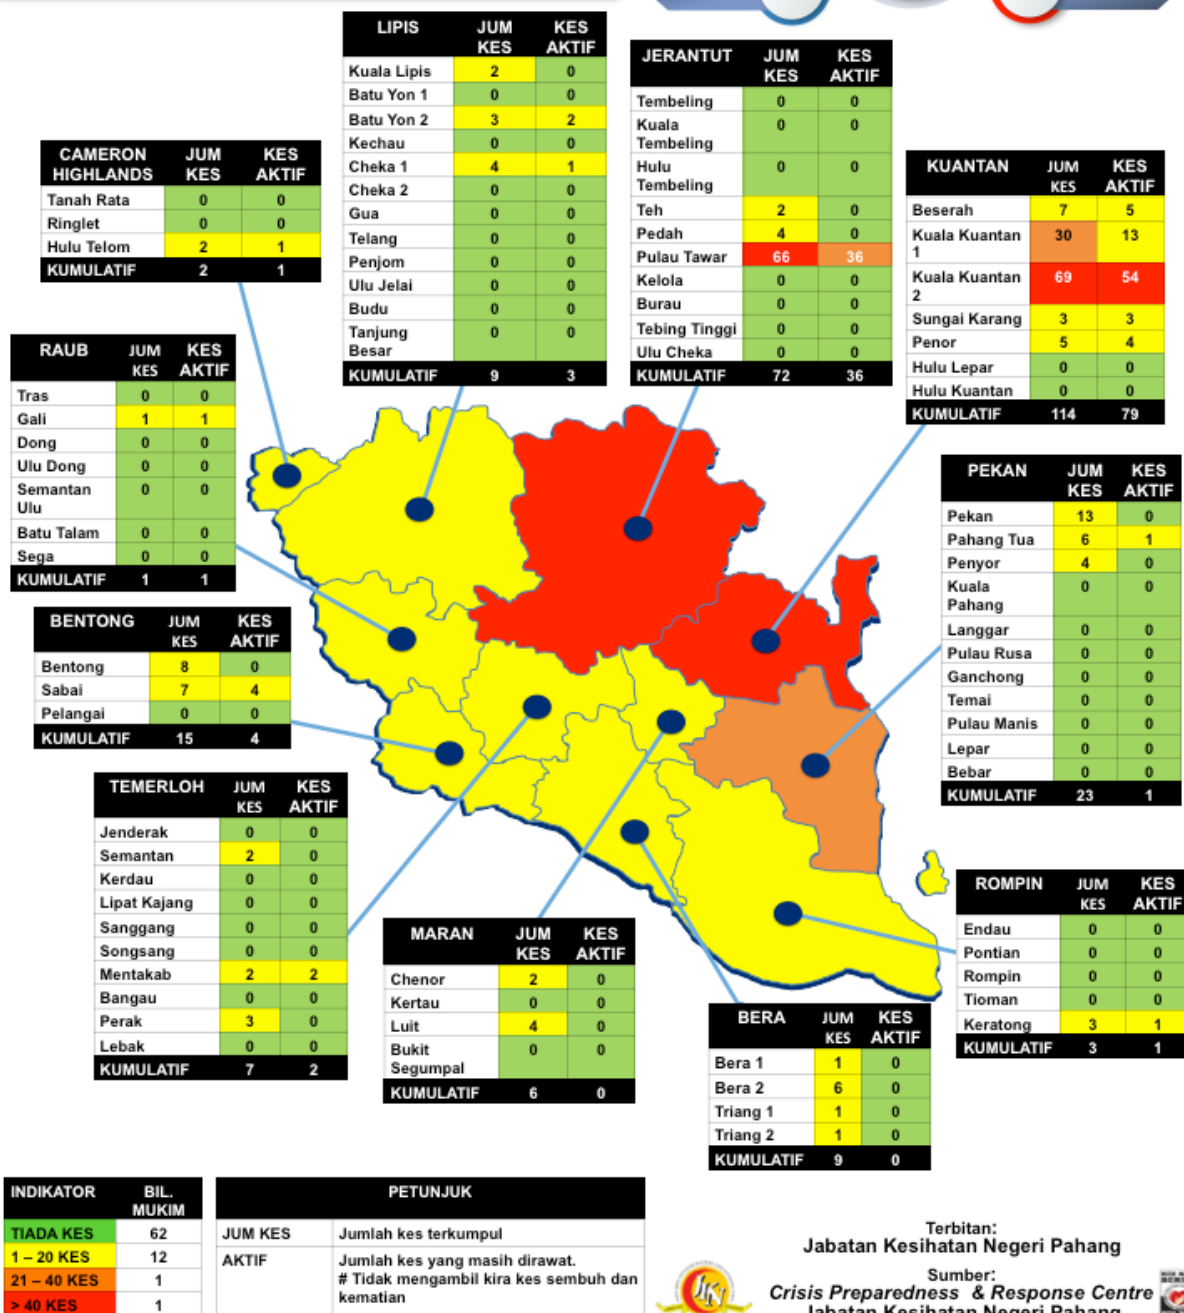 LIPIS JUM KES KES AKTIF
Kuala Lipis 2 0
Batu Yon 1 0 0
Batu Yon 2 3 2
Kechau 0 0
Cheka 1 4 1
Cheka 2 0 0
Gua 0 0
Telang 0 0
Penjom 0 0
Ulu Jelai 0 0
Budu 0 0
Tanjung Besar 0 0
KUMULATIF 9 3
JERANTUT JUM KES KES AKTIF
Tembeling 0 0
Kuala Tembeling 0 0
Hulu Tembeling 0 0
Teh 2 0
Pedah 4 0
Pulau Tawar 66 36
Kelola 0 0
Burau 0 0
Tebing Tinggi 0 0
Ulu Cheka 0 0
KUMULATIF 72 36
CAMERON HIGHLANDS JUM KES KES AKTIF
Tanah Rata 0 0
Ringlet 0 0
Hulu Telom 2 1
KUMULATIF 2 1
KUANTAN JUM KES KES AKTIF
Beserah 7 5
Kuala Kuantan 1 30 13
Kuala Kuantan 2 69 54
Sungai Karang 3 3
Penor 5 4
Hulu Lepar 0 0
Hulu Kuantan 0 0
KUMULATIF 114 79
RAUB JUM KES KES AKTIF
Tras 0 0
Gali 1 1
Dong 0 0
Ulu Dong 0 0
Semantan Ulu 0 0
Batu Talam 0 0
Sega 0 0
KUMULATIF 1 1
PEKAN JUM KES KES AKTIF
Pekan 13 0
Pahang Tua 6 1
Penyor 4 0
Kuala Pahang 0 0
Langgar 0 0
Pulau Rusa 0 0
Ganchong 0 0
Temai 0 0
Pulau Manis 0 0
Lepar 0 0
Bebar 0 0
KUMULATIF 23 1
BENTONG JUM KES KES AKTIF
Bentong 8 0
Sabai 7 4
Pelangai 0 0
KUMULATIF 15 4
TEMERLOH JUM KES KES AKTIF
Jenderak 0 0
Semantan 2 0
Kerdau 0 0
Lipat Kajang 0 0
Sanggang 0 0
Songsang 0 0
Mentakab 2 2
Bangau 0 0
Perak 3 0
Lebak 0 0
KUMULATIF 7 2
MARAN JUM KES KES AKTIF
Chenor 2 0
Kertau 0 0
Luit 4 0
Bukit Segumpal 0 0
KUMULATIF 6 0
ROMPIN JUM KES KES AKTIF
Endau 0 0
Pontian 0 0
Rompin 0 0
Tioman 0 0
Keratong 3 1
KUMULATIF 3 1
BERA JUM KES KES AKTIF
Bera 1 1 0
Bera 2 6 0
Triang 1 1 0
Triang 2 1 0
KUMULATIF 9 0
INDIKATOR BIL. MUKIM
TIADA KES 62
1 – 20 KES 12
21 – 40 KES 1
> 40 KES 1
PETUNJUK
JUM KES Jumlah kes terkumpul
AKTIF Jumlah kes yang masih dirawat.
# Tidak mengambil kira kes sembuh dan
kematian
Terbitan:
Jabatan Kesihatan Negeri Pahang
Sumber:
Crisis Preparedness & Response Centre
Jabatan Kesihatan Negeri Pahang
JKN